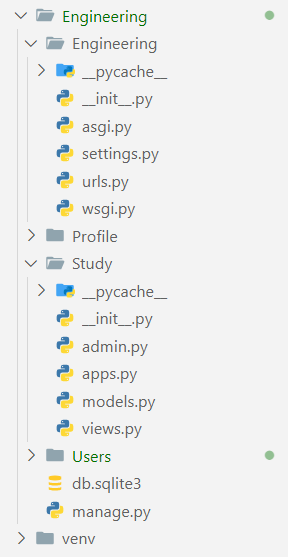 Engineering
Engineering
__pycache__
__init__.py
asgi.py
settings.py
urls.py
wsgi.py
Profile
Study
__pycache__
__init__.py
admin.py
apps.py
models.py
views.py
Users
db.sqlite3
manage.py
venv